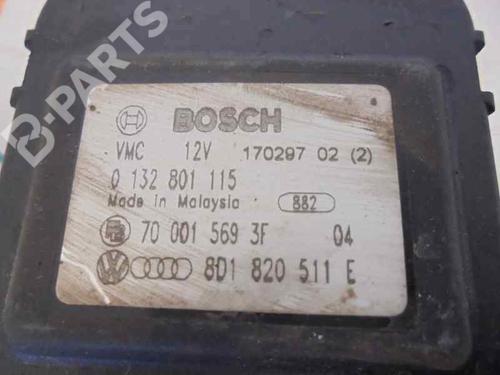 B-PARTS
BOSCH
VMC 12V 170297 02 (2)
0 132 801 115
Made in Malaysia 882
70 001 569 3F 04
8D1 820 511 E